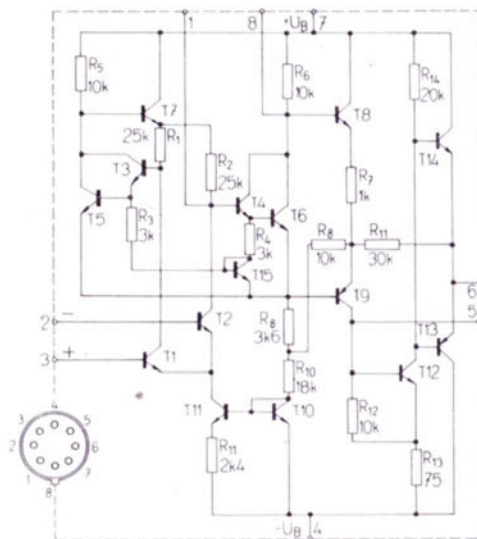 1 8 +U_B 7
R5 10k
R6 10k
R14 20k
T7
T8
T14
25k R1
T3
R2 25k
T5
R3 3k
T4
T6
R4 3k
T15
R7 1k
R8 10k
R11 30k
T9
6
5
R8 3k6
2 −
T2
T13
3 +
T1
R10 18k
T12
T11
T10
R12 10k
R11 2k4
R13 75
3 4 5
2 6
1 8 7
-U_B 4